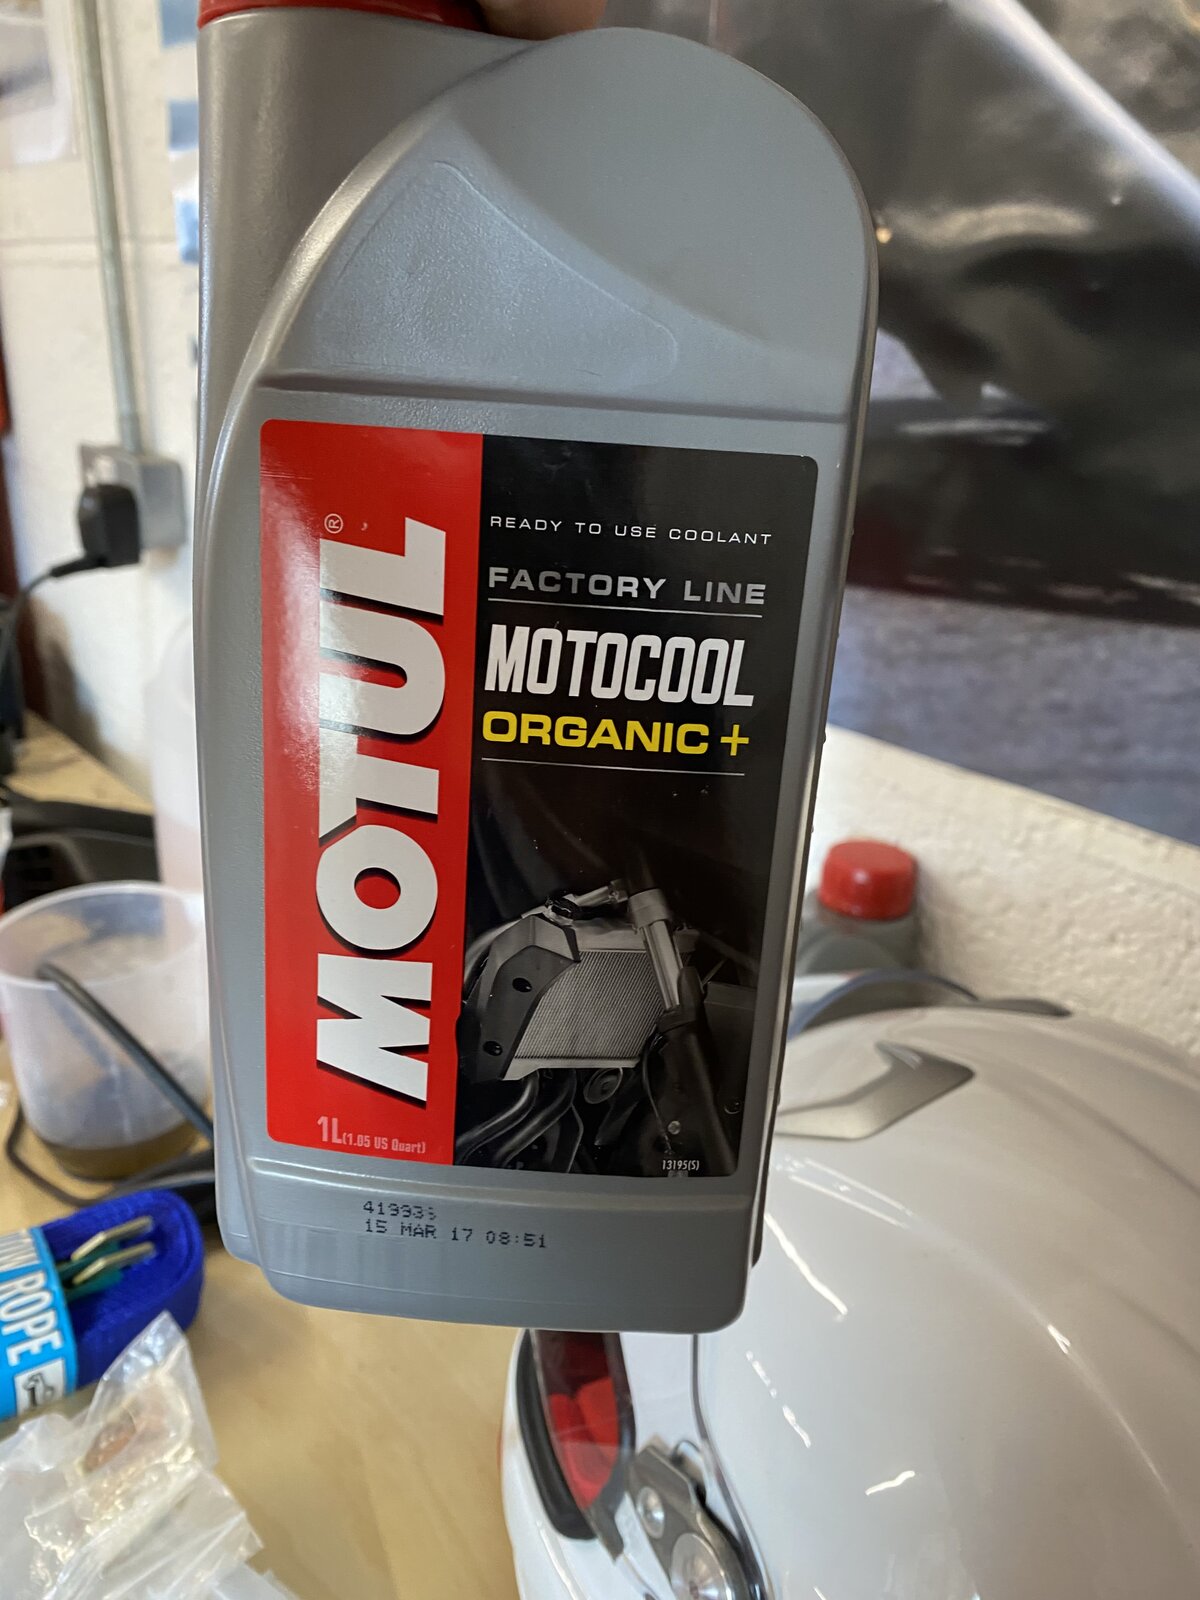 MOTUL®
READY TO USE COOLANT
FACTORY LINE
MOTOCOOL
ORGANIC +
1L (1.05 US Quart)
13195(S)
15 MAR 17 08:51
ROPE